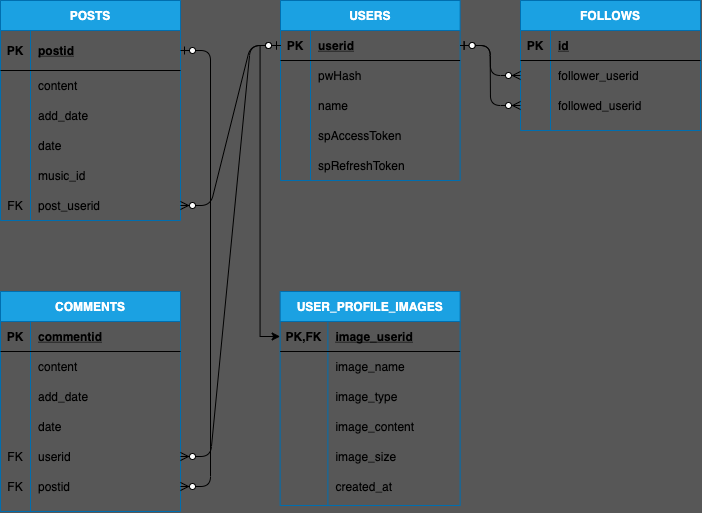 POSTS
PK postid
content
add_date
date
music_id
FK post_userid
USERS
PK userid
pwHash
name
spAccessToken
spRefreshToken
FOLLOWS
PK id
follower_userid
followed_userid
COMMENTS
PK commentid
content
add_date
date
FK userid
FK postid
USER_PROFILE_IMAGES
PK,FK image_userid
image_name
image_type
image_content
image_size
created_at